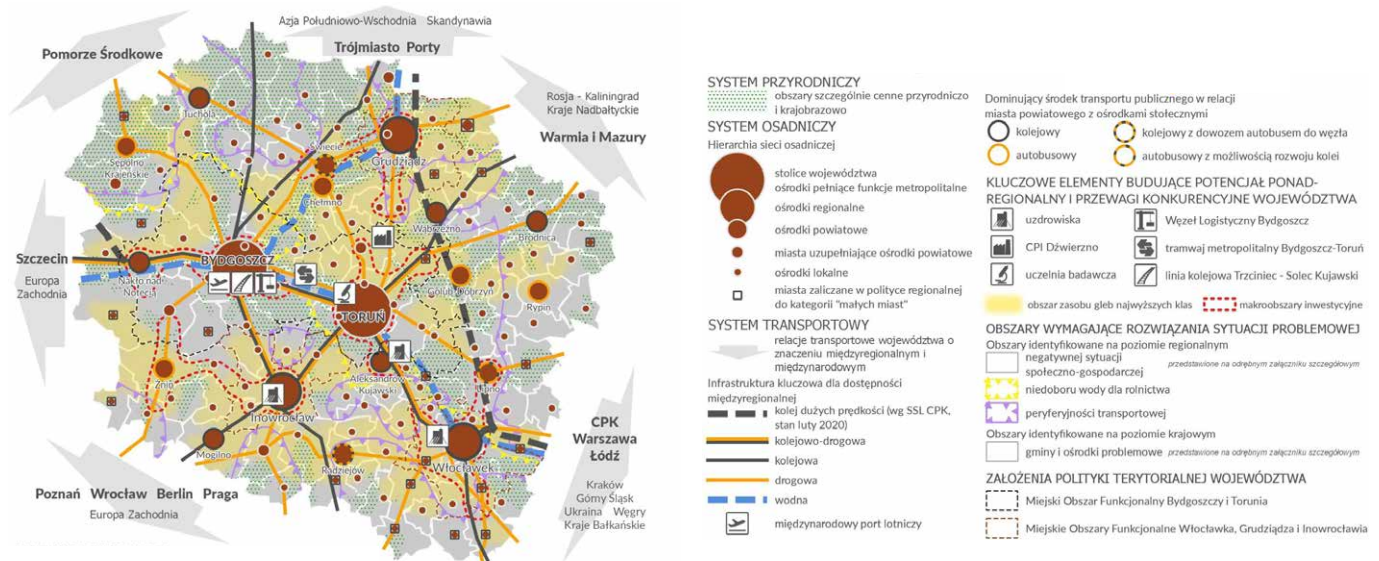 Azja Południowo-Wschodnia Skandynawia
Trójmiasto Porty
Pomorze Środkowe
Rosja - Kaliningrad
Kraje Nadbałtyckie
Warmia i Mazury
Tuchola
Sępolno
Krajeńskie
Świecie
Grudziądz
Chełmno
Wąbrzeźno
Brodnica
Szczecin
Europa
Zachodnia
BYDGOSZCZ
Nakło nad
Notecią
Golub-Dobrzyń
Rypin
TORUŃ
Żnin
Aleksandrów
Kujawski
Lipno
Inowrocław
Mogilno
Radziejów
Włocławek
CPK
Warszawa
Łódź
Kraków
Górny Śląsk
Ukraina Węgry
Kraje Bałkańskie
Poznań Wrocław Berlin Praga
Europa Zachodnia
SYSTEM PRZYRODNICZY
obszary szczególnie cenne przyrodniczo
i krajobrazowo
SYSTEM OSADNICZY
Hierarchia sieci osadniczej
stolice województwa
ośrodki pełniące funkcje metropolitalne
ośrodki regionalne
ośrodki powiatowe
miasta uzupełniające ośrodki powiatowe
ośrodki lokalne
miasta zaliczane w polityce regionalnej
do kategorii "małych miast"
SYSTEM TRANSPORTOWY
relacje transportowe województwa o
znaczeniu międzyregionalnym i
międzynarodowym
Infrastruktura kluczowa dla dostępności
międzyregionalnej
kolej dużych prędkości (wg SSL CPK,
stan luty 2020)
kolejowo-drogowa
kolejowa
drogowa
wodna
międzynarodowy port lotniczy
Dominujący środek transportu publicznego w relacji
miasta powiatowego z ośrodkami stołecznymi
kolejowy
kolejowy z dowozem autobusem do węzła
autobusowy
autobusowy z możliwością rozwoju kolei
KLUCZOWE ELEMENTY BUDUJĄCE POTENCJAŁ PONAD-
REGIONALNY I PRZEWAGI KONKURENCYJNE WOJEWÓDZTWA
uzdrowiska
Węzeł Logistyczny Bydgoszcz
CPI Dźwierzno
tramwaj metropolitalny Bydgoszcz-Toruń
uczelnia badawcza
linia kolejowa Trzciniec - Solec Kujawski
obszar zasobu gleb najwyższych klas
makroobszary inwestycyjne
OBSZARY WYMAGAJĄCE ROZWIĄZANIA SYTUACJI PROBLEMOWEJ
Obszary identyfikowane na poziomie regionalnym
negatywnej sytuacji
społeczno-gospodarczej
przedstawione na odrębnym załączniku szczegółowym
niedoboru wody dla rolnictwa
peryferyjności transportowej
Obszary identyfikowane na poziomie krajowym
gminy i ośrodki problemowe przedstawione na odrębnym załączniku szczegółowym
ZAŁOŻENIA POLITYKI TERYTORIALNEJ WOJEWÓDZTWA
Miejski Obszar Funkcjonalny Bydgoszczy i Torunia
Miejskie Obszary Funkcjonalne Włocławka, Grudziądza i Inowrocławia